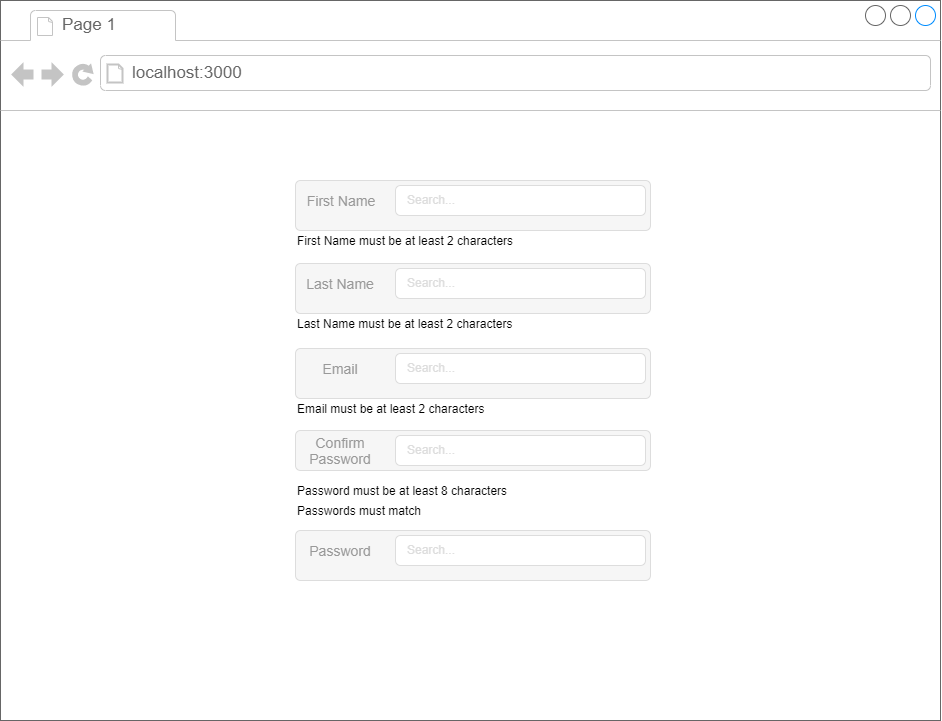 Page 1
localhost:3000
First Name
Search...
First Name must be at least 2 characters
Last Name
Search...
Last Name must be at least 2 characters
Email
Search...
Email must be at least 2 characters
Confirm
Password
Search...
Password must be at least 8 characters
Passwords must match
Password
Search...